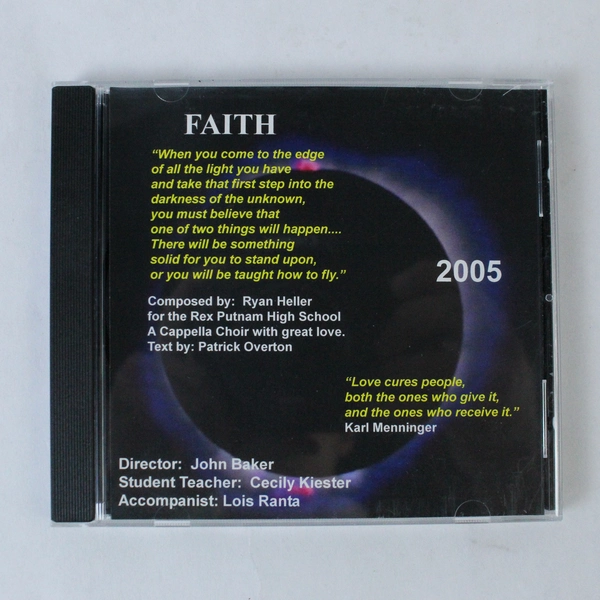 FAITH
“When you come to the edge
of all the light you have
and take that first step into the
darkness of the unknown,
you must believe that
one of two things will happen....
There will be something
solid for you to stand upon,
or you will be taught how to fly.”
2005
Composed by: Ryan Heller
for the Rex Putnam High School
A Cappella Choir with great love.
Text by: Patrick Overton
“Love cures people,
both the ones who give it,
and the ones who receive it.”
Karl Menninger
Director: John Baker
Student Teacher: Cecily Kiester
Accompanist: Lois Ranta